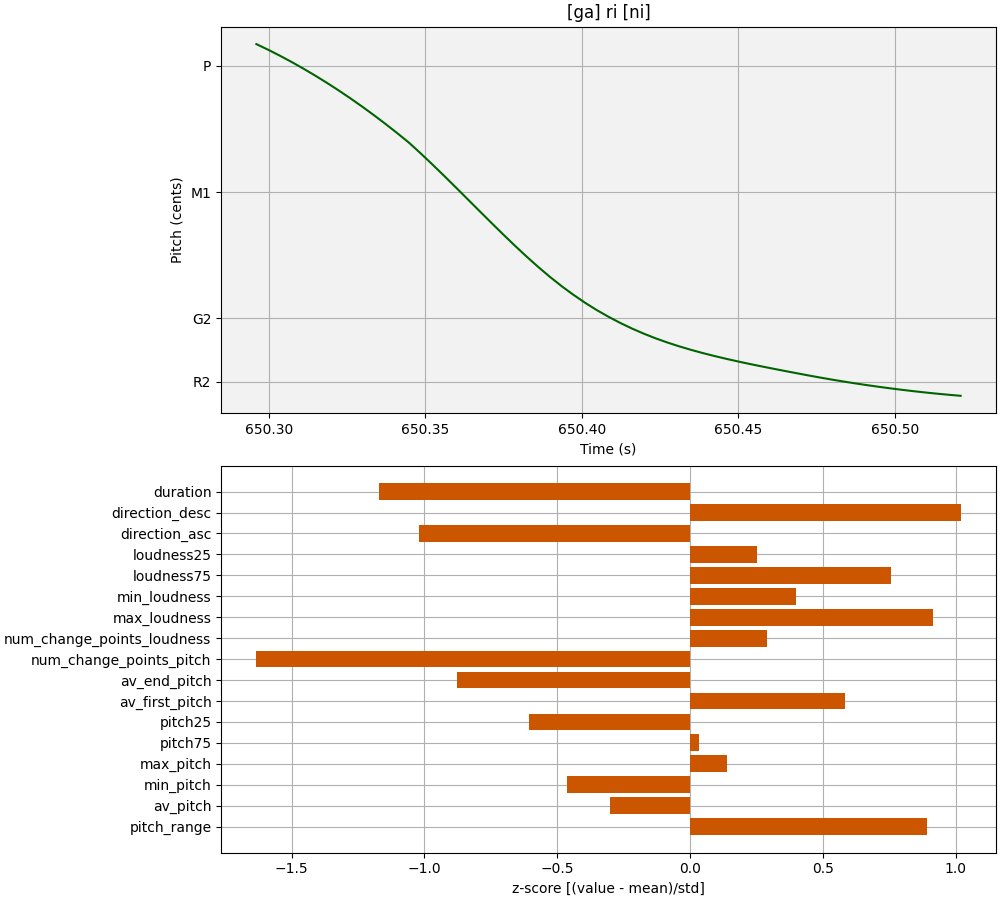 [ga] ri [ni]
P
M1
G2
R2
Pitch (cents)
650.30 650.35 650.40 650.45 650.50
Time (s)
duration
direction_desc
direction_asc
loudness25
loudness75
min_loudness
max_loudness
num_change_points_loudness
num_change_points_pitch
av_end_pitch
av_first_pitch
pitch25
pitch75
max_pitch
min_pitch
av_pitch
pitch_range
−1.5 −1.0 −0.5 0.0 0.5 1.0
z-score [(value - mean)/std]